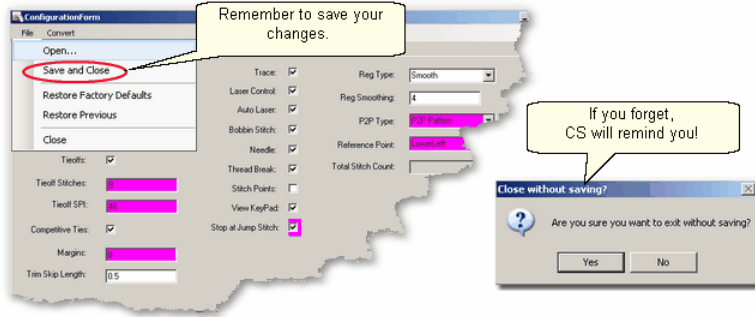 ConfigurationForm
Remember to save your
changes.
File Convert
Open...
Save and Close
Restore Factory Defaults
Restore Previous
Close
Tieoffs:
Tieoff Stitches: 8
Tieoff SPI:
Competitive Ties:
Margins: 0
Trim Skip Length: 0.5
Trace:
Laser Control:
Auto Laser:
Bobbin Stitch:
Needle:
Thread Break:
Stitch Points:
View KeyPad:
Stop at Jump Stitch:
Reg Type: Smooth
Reg Smoothing: 4
P2P Type: P2P Pattern
Reference Point: LowerLeft
Total Stitch Count:
If you forget,
CS will remind you!
Close without saving?
Are you sure you want to exit without saving?
Yes No